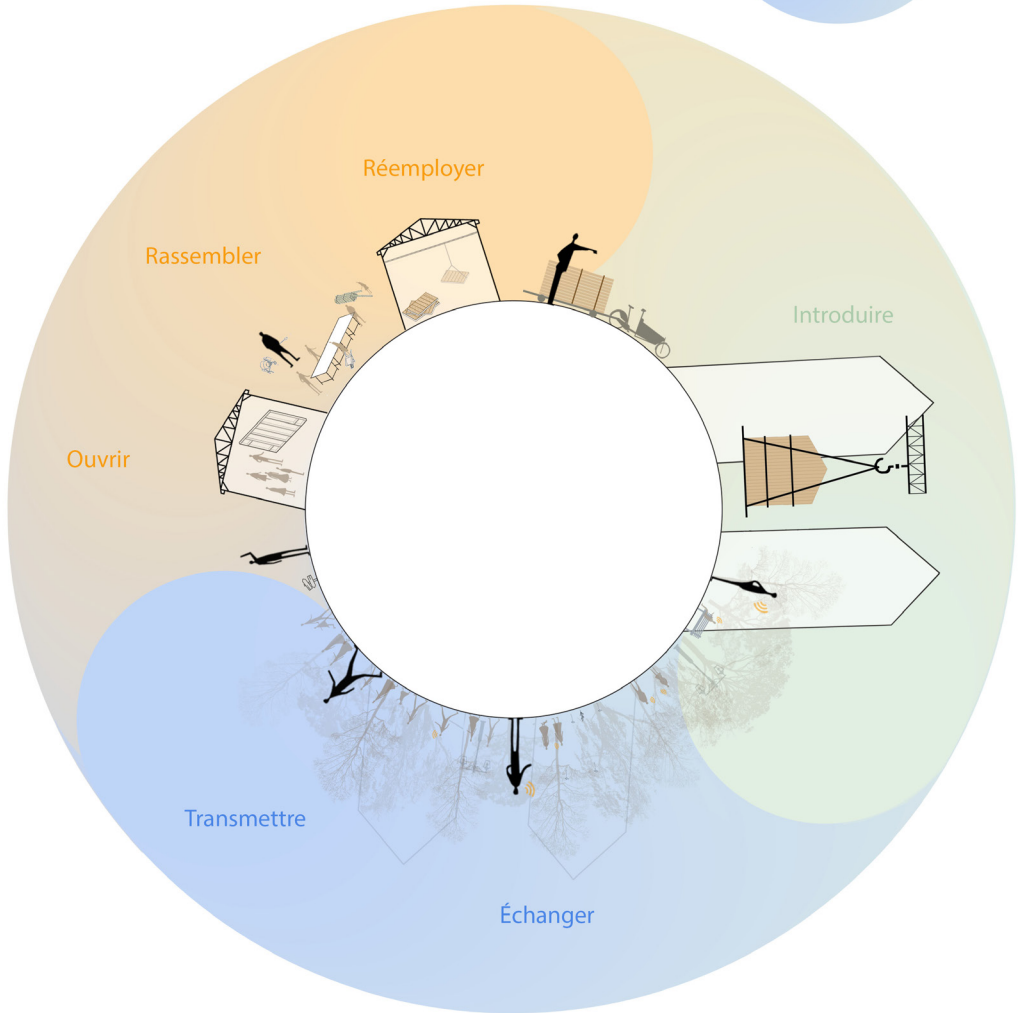 Réemployer
Rassembler
Introduire
Ouvrir
Transmettre
Échanger